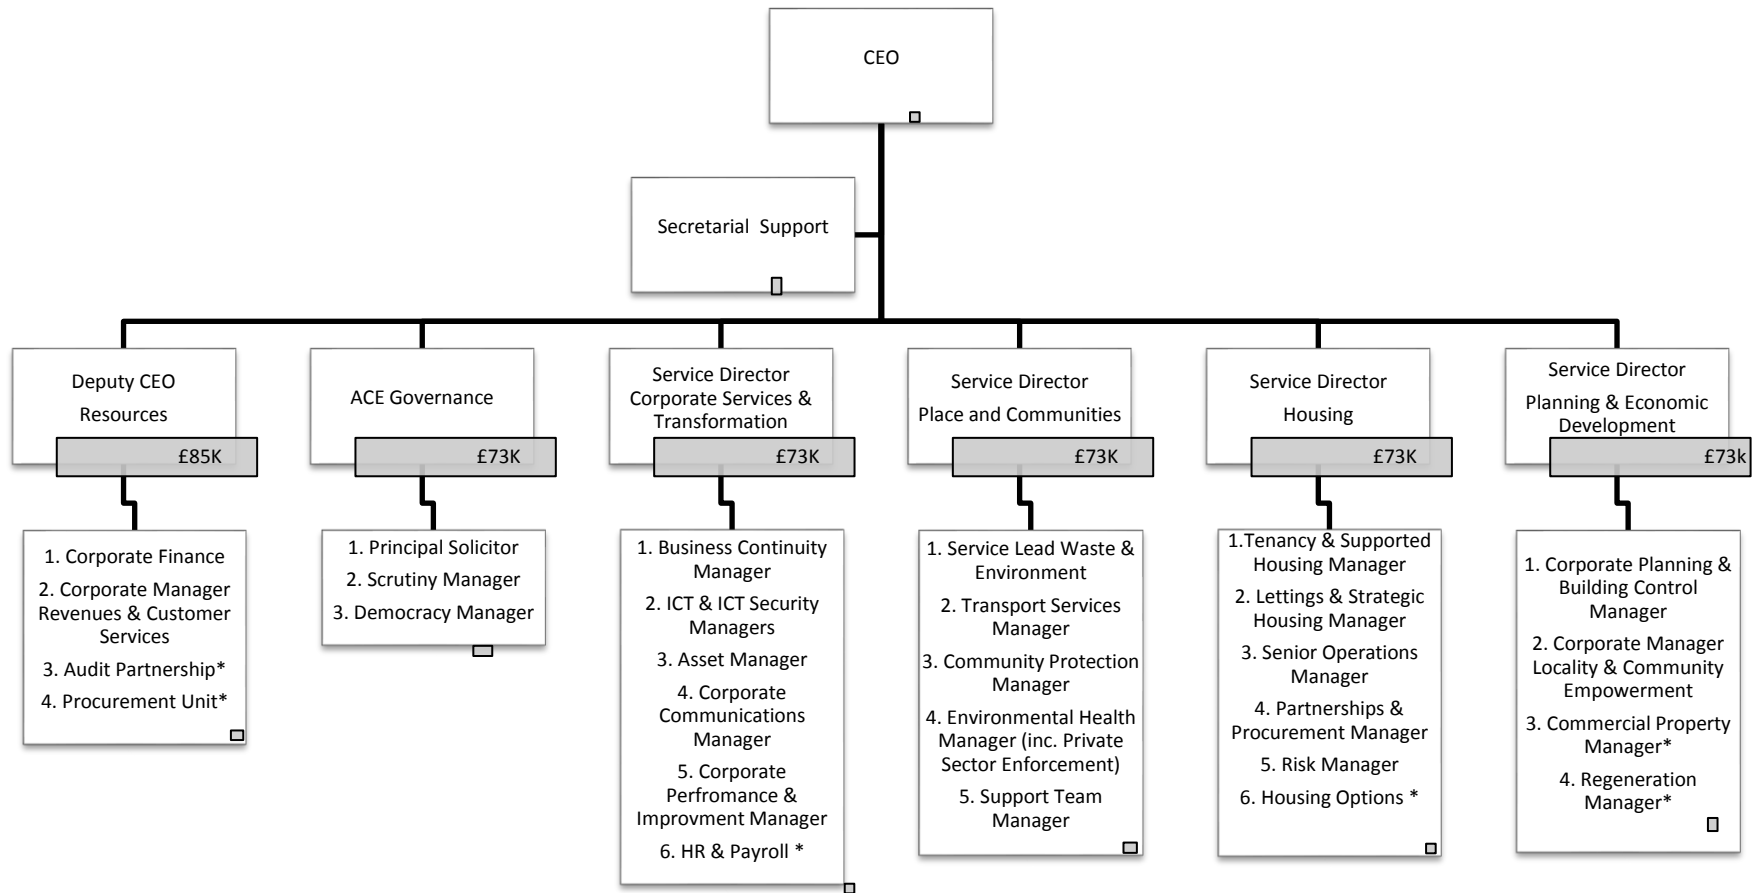 CEO
Secretarial  Support
Deputy CEO
Resources
£85K
ACE Governance
£73K
Service Director
Corporate Services &
Transformation
£73K
Service Director
Place and Communities
£73K
Service Director
Housing
£73K
Service Director
Planning & Economic
Development
£73k
1. Corporate Finance
2. Corporate Manager
Revenues & Customer
Services
3. Audit Partnership*
4. Procurement Unit*
1. Principal Solicitor
2. Scrutiny Manager
3. Democracy Manager
1. Business Continuity
Manager
2. ICT & ICT Security
Managers
3. Asset Manager
4. Corporate
Communications
Manager
5. Corporate
Perfromance &
Improvment Manager
6. HR & Payroll *
1. Service Lead Waste &
Environment
2. Transport Services
Manager
3. Community Protection
Manager
4. Environmental Health
Manager (inc. Private
Sector Enforcement)
5. Support Team
Manager
1.Tenancy & Supported
Housing Manager
2. Lettings & Strategic
Housing Manager
3. Senior Operations
Manager
4. Partnerships &
Procurement Manager
5. Risk Manager
6. Housing Options *
1. Corporate Planning &
Building Control
Manager
2. Corporate Manager
Locality & Community
Empowerment
3. Commercial Property
Manager*
4. Regeneration
Manager*